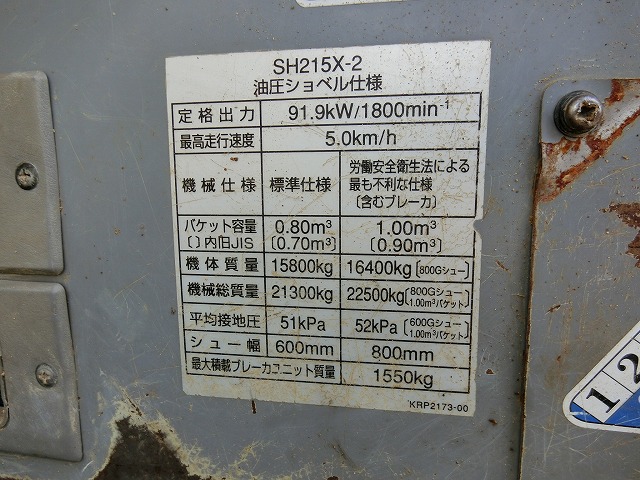 SH215X-2
油圧ショベル仕様
定格出力 91.9kW/1800min⁻¹
最高走行速度 5.0km/h
機械仕様 標準仕様 労働安全衛生法による
最も不利な仕様
〔含むブレーカ〕
バケット容量 0.80m³ 1.00m³
〔 〕内旧JIS 〔0.70m³〕 〔0.90m³〕
機体質量 15800kg 16400kg〔800Gシュー〕
機械総質量 21300kg 22500kg〔800Gシュー 1.00m³バケット〕
平均接地圧 51kPa 52kPa〔600Gシュー 1.00m³バケット〕
シュー幅 600mm 800mm
最大積載ブレーカユニット質量 1550kg
KRP2173-00
1 2